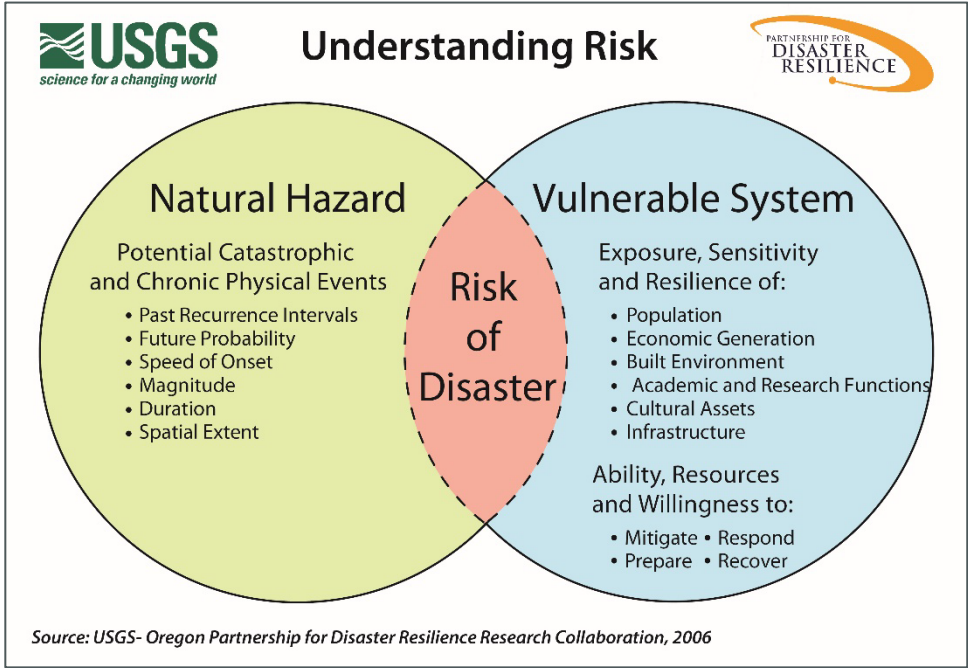 USGS
science for a changing world
Understanding Risk
PARTNERSHIP FOR
DISASTER
RESILIENCE
Natural Hazard
Potential Catastrophic
and Chronic Physical Events
• Past Recurrence Intervals
• Future Probability
• Speed of Onset
• Magnitude
• Duration
• Spatial Extent
Risk
of
Disaster
Vulnerable System
Exposure, Sensitivity
and Resilience of:
• Population
• Economic Generation
• Built Environment
• Academic and Research Functions
• Cultural Assets
• Infrastructure
Ability, Resources
and Willingness to:
• Mitigate • Respond
• Prepare • Recover
Source: USGS- Oregon Partnership for Disaster Resilience Research Collaboration, 2006